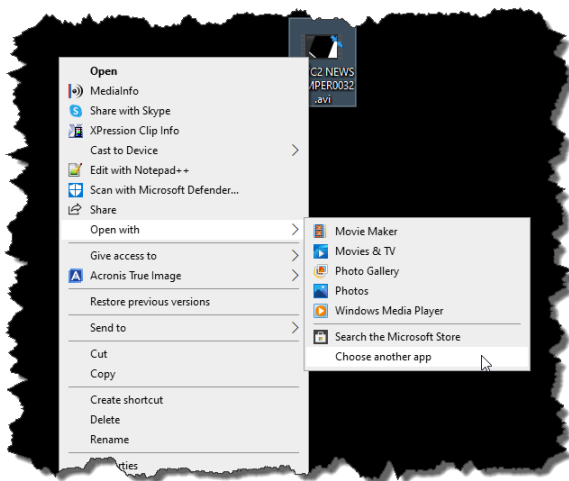 C2 NEWS
MPER0032
.avi
Open
MediaInfo
Share with Skype
XPression Clip Info
Cast to Device
Edit with Notepad++
Scan with Microsoft Defender...
Share
Open with
Give access to
Acronis True Image
Restore previous versions
Send to
Cut
Copy
Create shortcut
Delete
Rename
rties
Movie Maker
Movies & TV
Photo Gallery
Photos
Windows Media Player
Search the Microsoft Store
Choose another app